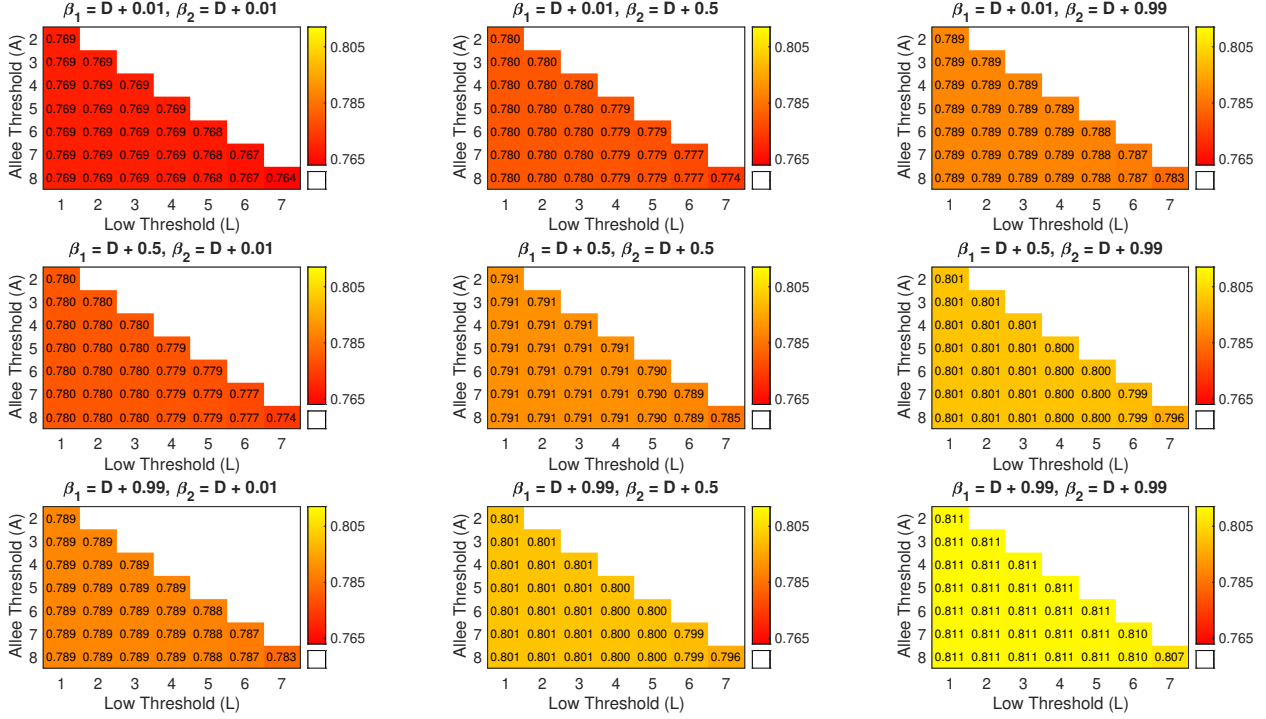 β1 = D + 0.01, β2 = D + 0.01
Allee Threshold (A)
2 0.769
3 0.769 0.769
4 0.769 0.769 0.769
5 0.769 0.769 0.769 0.769
6 0.769 0.769 0.769 0.769 0.768
7 0.769 0.769 0.769 0.769 0.768 0.767
8 0.769 0.769 0.769 0.769 0.768 0.767 0.764
1 2 3 4 5 6 7
Low Threshold (L)
0.805
0.785
0.765
β1 = D + 0.01, β2 = D + 0.5
Allee Threshold (A)
2 0.780
3 0.780 0.780
4 0.780 0.780 0.780
5 0.780 0.780 0.780 0.779
6 0.780 0.780 0.780 0.779 0.779
7 0.780 0.780 0.780 0.779 0.779 0.777
8 0.780 0.780 0.780 0.779 0.779 0.777 0.774
1 2 3 4 5 6 7
Low Threshold (L)
0.805
0.785
0.765
β1 = D + 0.01, β2 = D + 0.99
Allee Threshold (A)
2 0.789
3 0.789 0.789
4 0.789 0.789 0.789
5 0.789 0.789 0.789 0.789
6 0.789 0.789 0.789 0.789 0.788
7 0.789 0.789 0.789 0.789 0.788 0.787
8 0.789 0.789 0.789 0.789 0.788 0.787 0.783
1 2 3 4 5 6 7
Low Threshold (L)
0.805
0.785
0.765
β1 = D + 0.5, β2 = D + 0.01
Allee Threshold (A)
2 0.780
3 0.780 0.780
4 0.780 0.780 0.780
5 0.780 0.780 0.780 0.779
6 0.780 0.780 0.780 0.779 0.779
7 0.780 0.780 0.780 0.779 0.779 0.777
8 0.780 0.780 0.780 0.779 0.779 0.777 0.774
1 2 3 4 5 6 7
Low Threshold (L)
0.805
0.785
0.765
β1 = D + 0.5, β2 = D + 0.5
Allee Threshold (A)
2 0.791
3 0.791 0.791
4 0.791 0.791 0.791
5 0.791 0.791 0.791 0.791
6 0.791 0.791 0.791 0.791 0.790
7 0.791 0.791 0.791 0.791 0.790 0.789
8 0.791 0.791 0.791 0.791 0.790 0.789 0.785
1 2 3 4 5 6 7
Low Threshold (L)
0.805
0.785
0.765
β1 = D + 0.5, β2 = D + 0.99
Allee Threshold (A)
2 0.801
3 0.801 0.801
4 0.801 0.801 0.801
5 0.801 0.801 0.801 0.800
6 0.801 0.801 0.801 0.800 0.800
7 0.801 0.801 0.801 0.800 0.800 0.799
8 0.801 0.801 0.801 0.800 0.800 0.799 0.796
1 2 3 4 5 6 7
Low Threshold (L)
0.805
0.785
0.765
β1 = D + 0.99, β2 = D + 0.01
Allee Threshold (A)
2 0.789
3 0.789 0.789
4 0.789 0.789 0.789
5 0.789 0.789 0.789 0.789
6 0.789 0.789 0.789 0.789 0.788
7 0.789 0.789 0.789 0.789 0.788 0.787
8 0.789 0.789 0.789 0.789 0.788 0.787 0.783
1 2 3 4 5 6 7
Low Threshold (L)
0.805
0.785
0.765
β1 = D + 0.99, β2 = D + 0.5
Allee Threshold (A)
2 0.801
3 0.801 0.801
4 0.801 0.801 0.801
5 0.801 0.801 0.801 0.800
6 0.801 0.801 0.801 0.800 0.800
7 0.801 0.801 0.801 0.800 0.800 0.799
8 0.801 0.801 0.801 0.800 0.800 0.799 0.796
1 2 3 4 5 6 7
Low Threshold (L)
0.805
0.785
0.765
β1 = D + 0.99, β2 = D + 0.99
Allee Threshold (A)
2 0.811
3 0.811 0.811
4 0.811 0.811 0.811
5 0.811 0.811 0.811 0.811
6 0.811 0.811 0.811 0.811 0.811
7 0.811 0.811 0.811 0.811 0.811 0.810
8 0.811 0.811 0.811 0.811 0.811 0.810 0.807
1 2 3 4 5 6 7
Low Threshold (L)
0.805
0.785
0.765